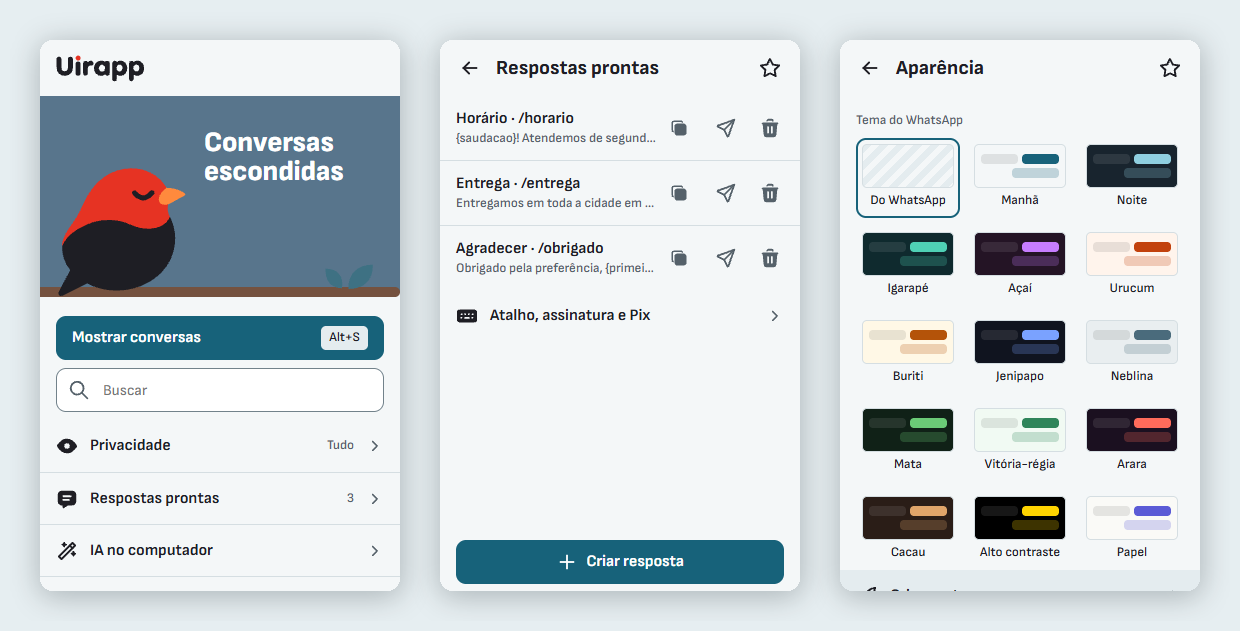 Uirapp
Conversas
escondidas
Mostrar conversas
Alt+S
Buscar
Privacidade
Tudo
Respostas prontas
3
IA no computador
Respostas prontas
Horário · /horario
{saudacao}! Atendemos de segund...
Entrega · /entrega
Entregamos em toda a cidade em ...
Agradecer · /obrigado
Obrigado pela preferência, {primei...
Atalho, assinatura e Pix
Criar resposta
Aparência
Tema do WhatsApp
Do WhatsApp
Manhã
Noite
Igarapé
Açaí
Urucum
Buriti
Jenipapo
Neblina
Mata
Vitória-régia
Arara
Cacau
Alto contraste
Papel